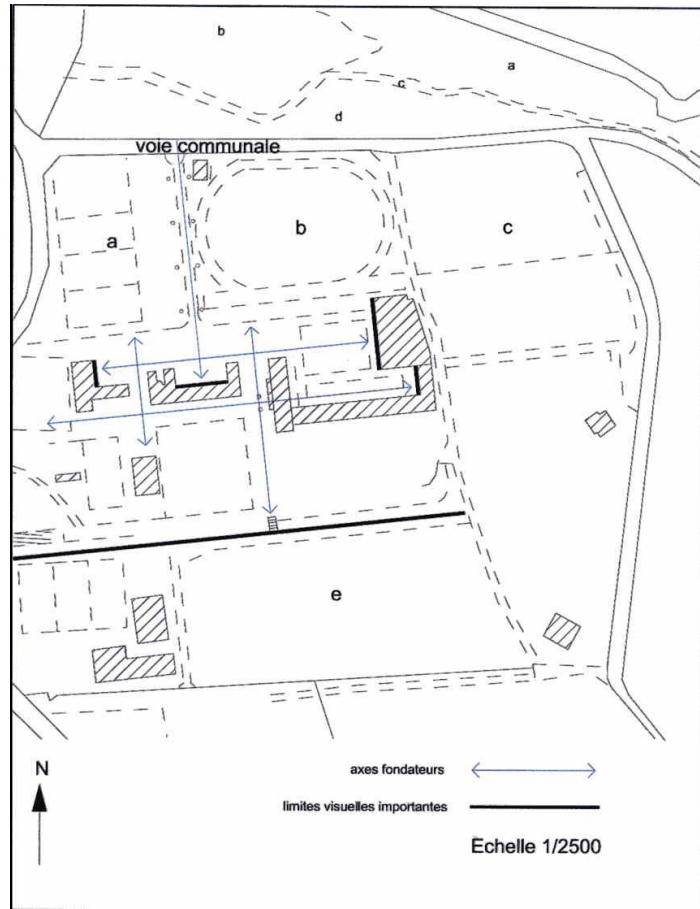 b
a
c
d
voie communale
a
b
c
e
N
axes fondateurs
limites visuelles importantes
Echelle 1/2500